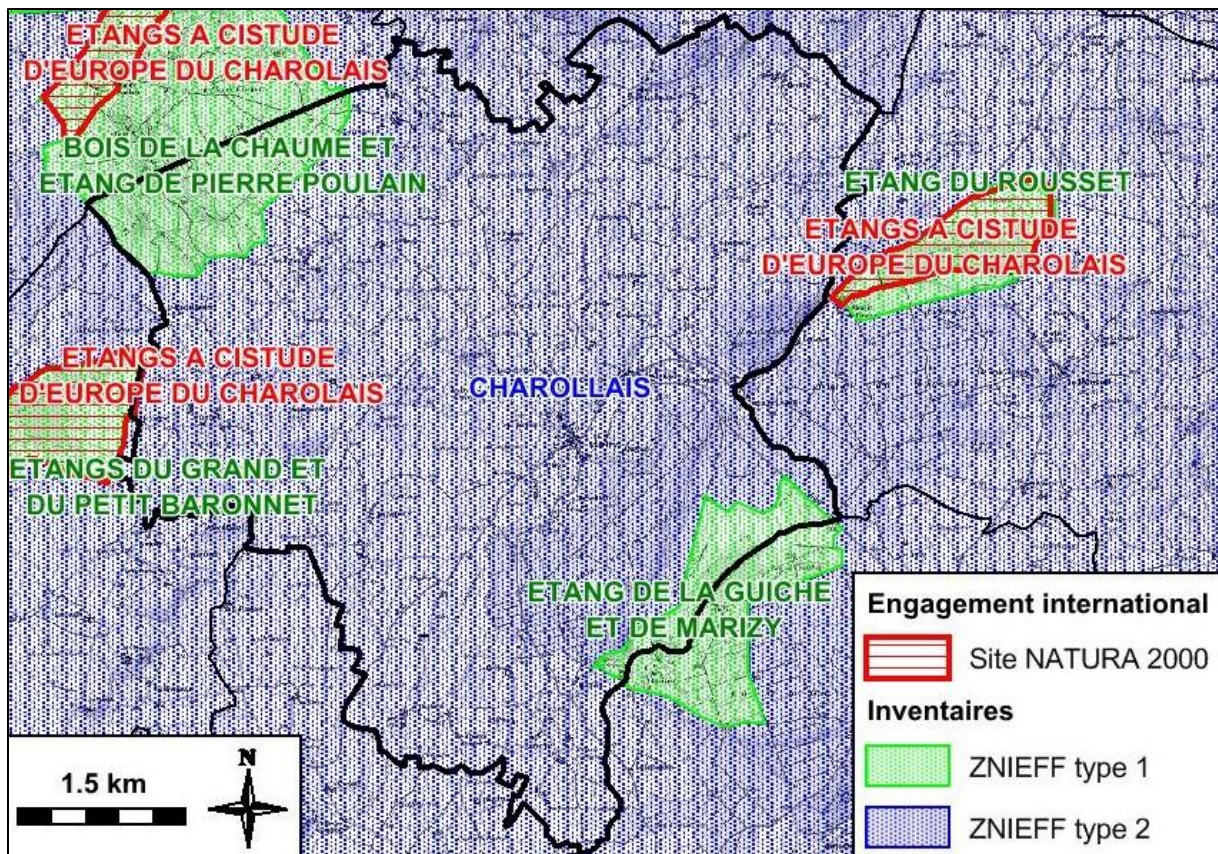 ETANGS A CISTUDE
D'EUROPE DU CHAROLAIS
BOIS DE LA CHAUME ET
ETANG DE PIERRE POULAIN
ETANG DU ROUSSET
ETANGS A CISTUDE
D'EUROPE DU CHAROLAIS
ETANGS A CISTUDE
D'EUROPE DU CHAROLAIS
CHAROLLAIS
ETANGS DU GRAND ET
DU PETIT BARONNET
ETANG DE LA GUICHE
ET DE MARIZY
Engagement international
Site NATURA 2000
Inventaires
ZNIEFF type 1
ZNIEFF type 2
1.5 km
N